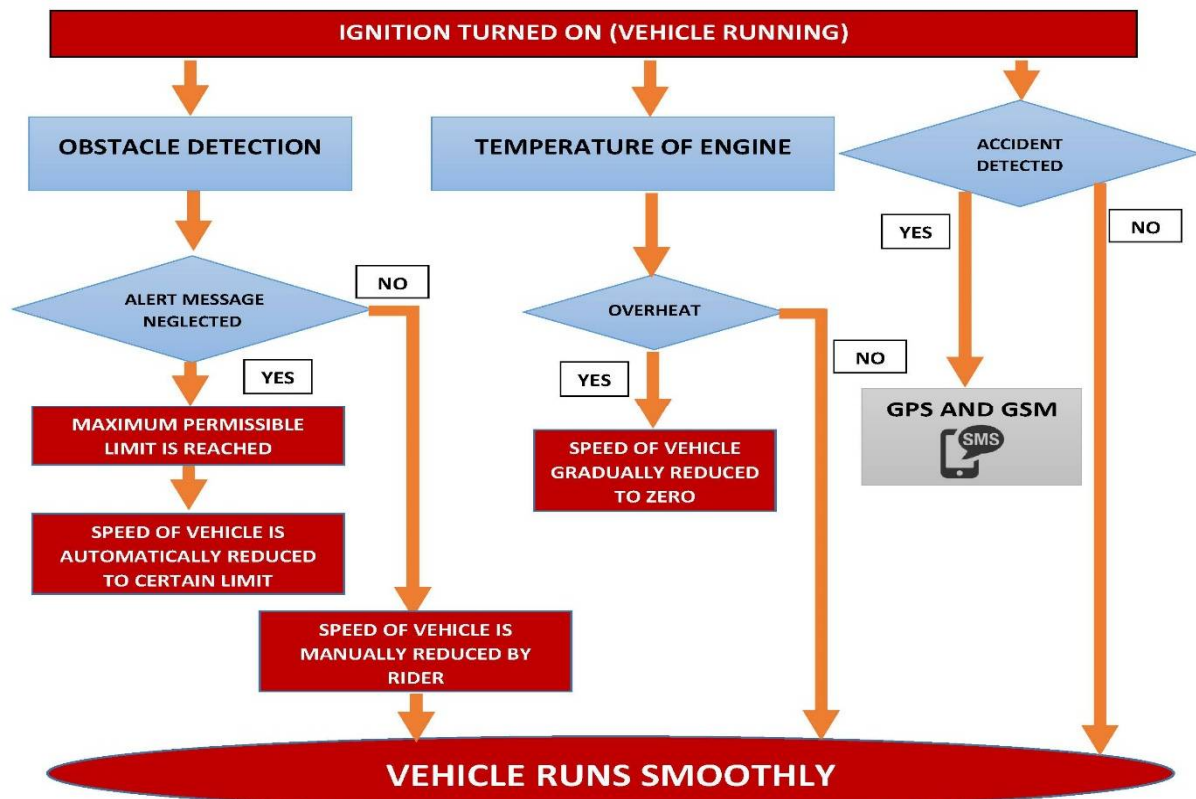 IGNITION TURNED ON (VEHICLE RUNNING)
OBSTACLE DETECTION
TEMPERATURE OF ENGINE
ACCIDENT
DETECTED
YES
NO
ALERT MESSAGE
NEGLECTED
NO
YES
OVERHEAT
YES
NO
MAXIMUM PERMISSIBLE
LIMIT IS REACHED
SPEED OF VEHICLE IS
AUTOMATICALLY REDUCED
TO CERTAIN LIMIT
SPEED OF VEHICLE
GRADUALLY REDUCED
TO ZERO
GPS AND GSM
SMS
SPEED OF VEHICLE IS
MANUALLY REDUCED BY
RIDER
VEHICLE RUNS SMOOTHLY